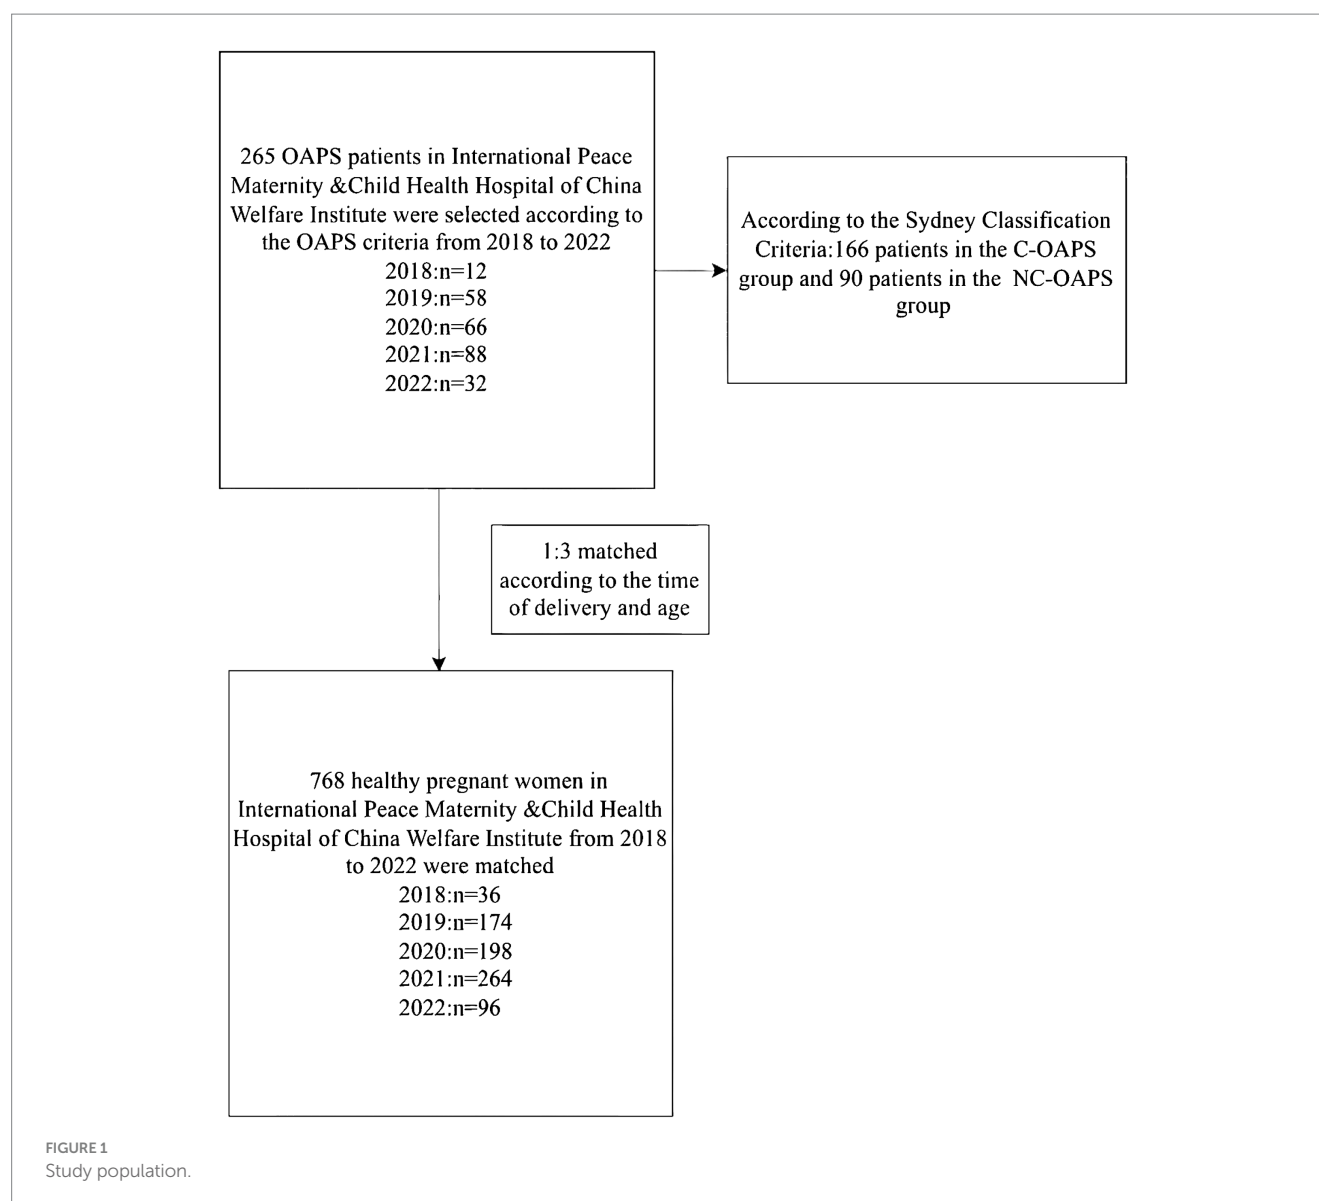 265 OAPS patients in International Peace
Maternity &Child Health Hospital of China
Welfare Institute were selected according to
the OAPS criteria from 2018 to 2022
2018:n=12
2019:n=58
2020:n=66
2021:n=88
2022:n=32
According to the Sydney Classification
Criteria:166 patients in the C-OAPS
group and 90 patients in the NC-OAPS
group
1:3 matched
according to the time
of delivery and age
768 healthy pregnant women in
International Peace Maternity &Child Health
Hospital of China Welfare Institute from 2018
to 2022 were matched
2018:n=36
2019:n=174
2020:n=198
2021:n=264
2022:n=96
FIGURE 1
Study population.